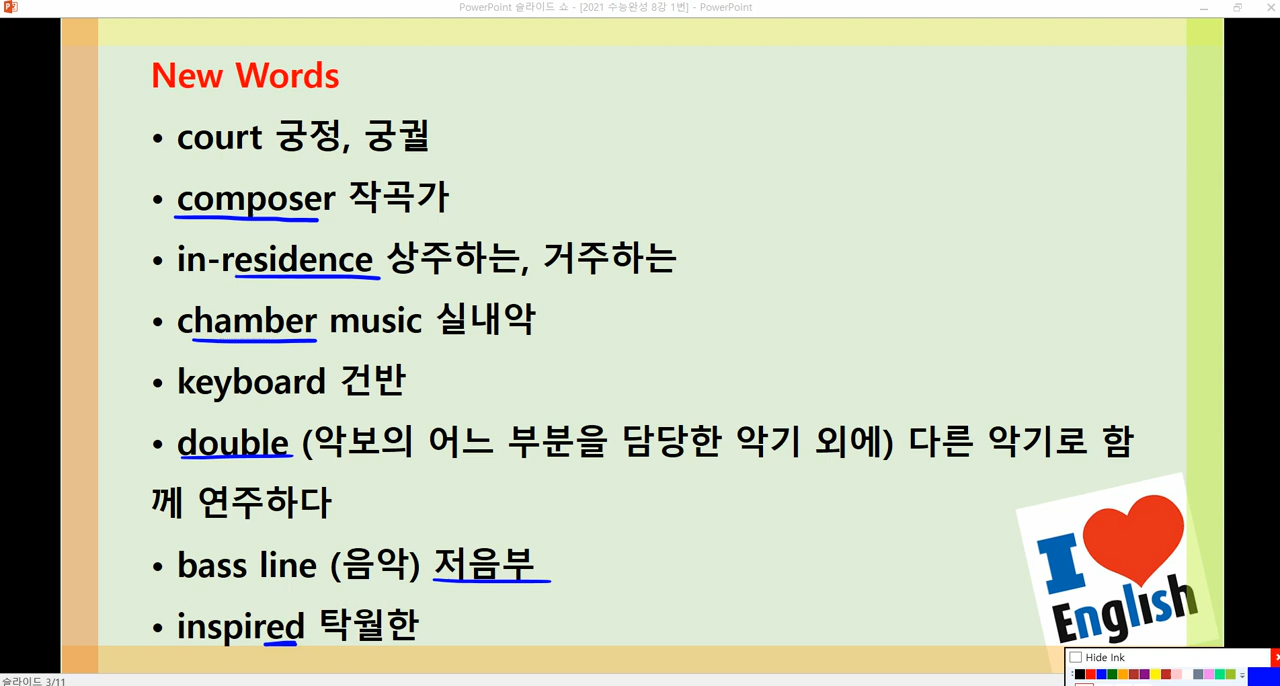 PowerPoint 슬라이드 쇼 - [2021 수능완성 8강 1번] - PowerPoint
New Words
• court 궁정, 궁궐
• composer 작곡가
• in-residence 상주하는, 거주하는
• chamber music 실내악
• keyboard 건반
• double (악보의 어느 부분을 담당한 악기 외에) 다른 악기로 함
께 연주하다
• bass line (음악) 저음부
• inspired 탁월한
I
English
Hide Ink
슬라이드 3/11